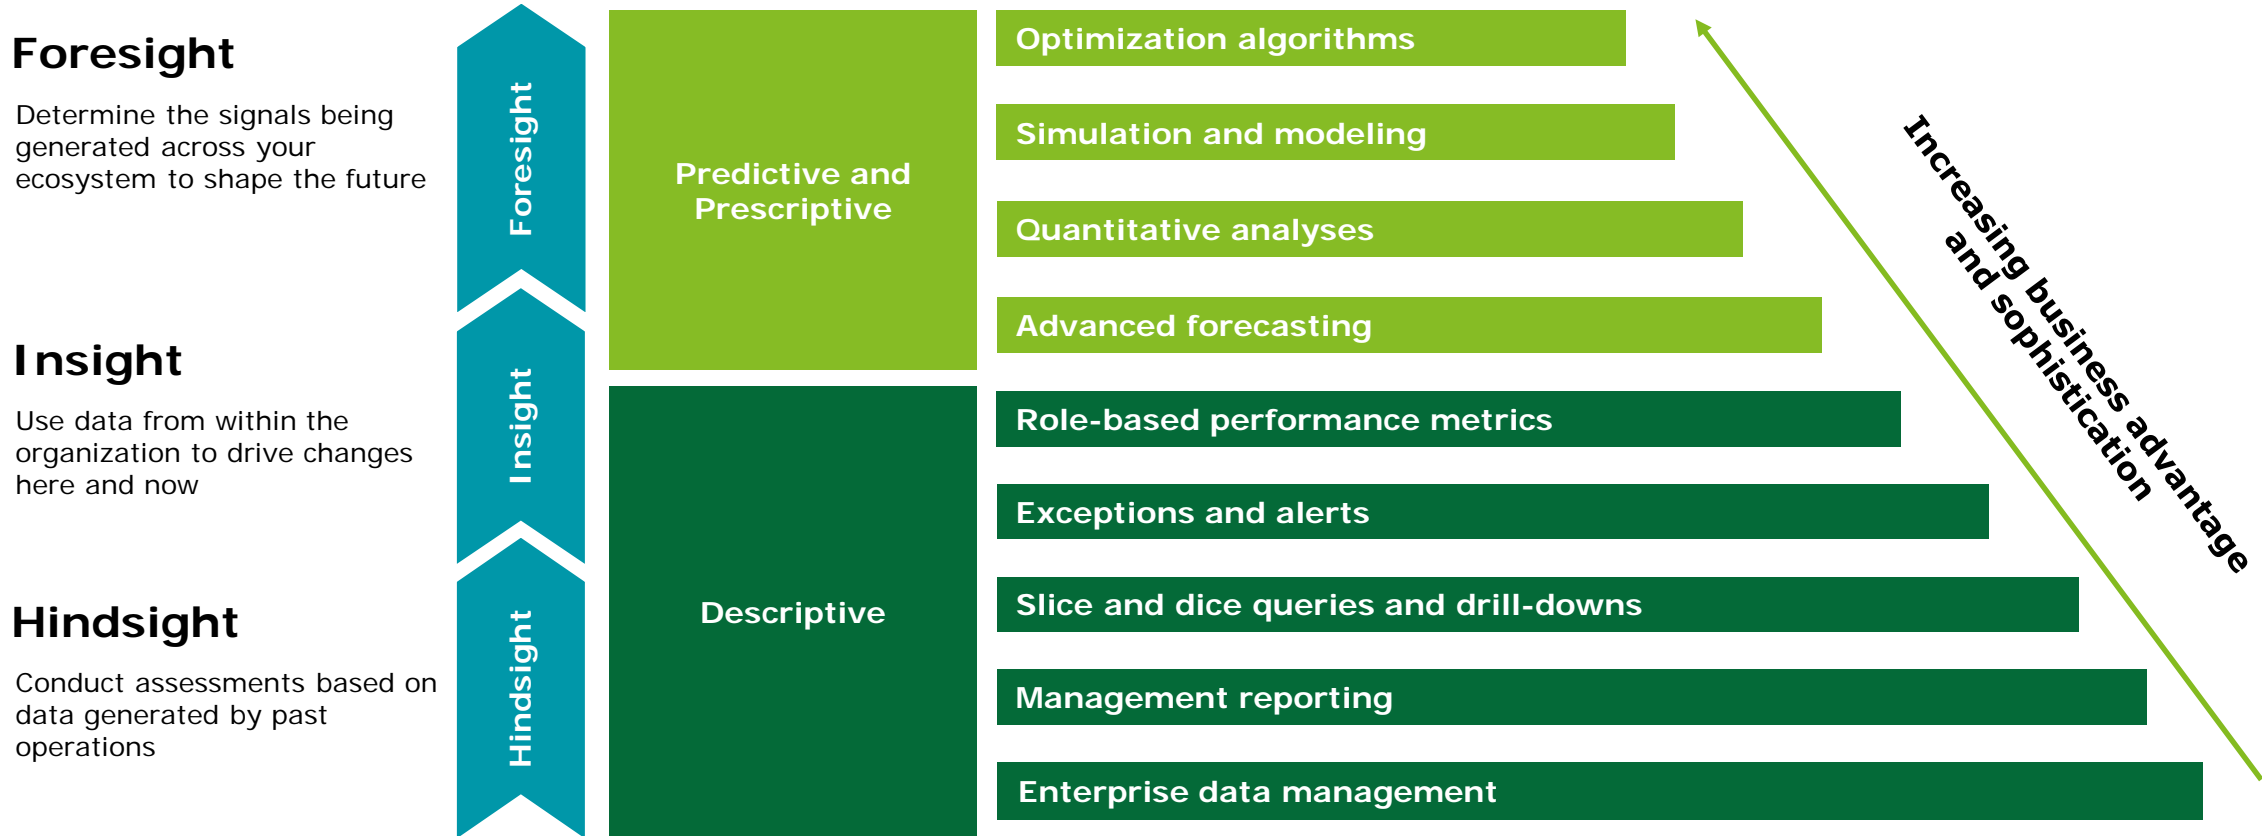 Foresight
Determine the signals being
generated across your
ecosystem to shape the future
Insight
Use data from within the
organization to drive changes
here and now
Hindsight
Conduct assessments based on
data generated by past
operations
Foresight
Insight
Hindsight
Predictive and
Prescriptive
Descriptive
Optimization algorithms
Simulation and modeling
Quantitative analyses
Advanced forecasting
Role-based performance metrics
Exceptions and alerts
Slice and dice queries and drill-downs
Management reporting
Enterprise data management
Increasing business advantage
and sophistication